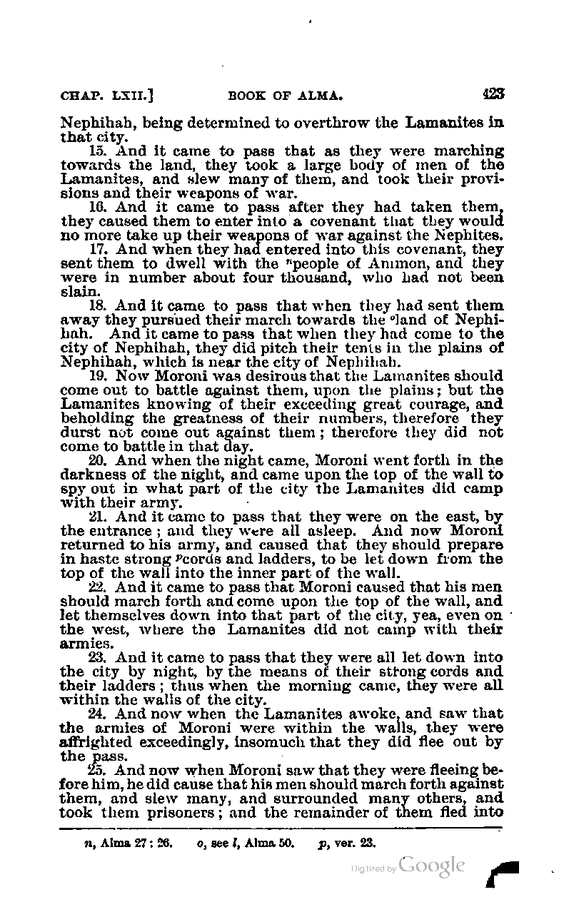 CHAP. LXII.] BOOK OF ALMA. 423
Nephihah, being determined to overthrow the Lamanites in
that city.
15. And it came to pass that as they were marching
towards the land, they took a large body of men of the
Lamanites, and slew many of them, and took their provi-
sions and their weapons of war.
16. And it came to pass after they had taken them,
they caused them to enter into a covenant that they would
no more take up their weapons of war against the Nephites.
17. And when they had entered into this covenant, they
sent them to dwell with the ⁿpeople of Ammon, and they
were in number about four thousand, who had not been
slain.
18. And it came to pass that when they had sent them
away they pursued their march towards the ᵒland of Nephi-
hah. And it came to pass that when they had come to the
city of Nephihah, they did pitch their tents in the plains of
Nephihah, which is near the city of Nephihah.
19. Now Moroni was desirous that the Lamanites should
come out to battle against them, upon the plains; but the
Lamanites knowing of their exceeding great courage, and
beholding the greatness of their numbers, therefore they
durst not come out against them; therefore they did not
come to battle in that day.
20. And when the night came, Moroni went forth in the
darkness of the night, and came upon the top of the wall to
spy out in what part of the city the Lamanites did camp
with their army.
21. And it came to pass that they were on the east, by
the entrance; and they were all asleep. And now Moroni
returned to his army, and caused that they should prepare
in haste strong ᵖcords and ladders, to be let down from the
top of the wall into the inner part of the wall.
22. And it came to pass that Moroni caused that his men
should march forth and come upon the top of the wall, and
let themselves down into that part of the city, yea, even on
the west, where the Lamanites did not camp with their
armies.
23. And it came to pass that they were all let down into
the city by night, by the means of their strong cords and
their ladders; thus when the morning came, they were all
within the walls of the city.
24. And now when the Lamanites awoke, and saw that
the armies of Moroni were within the walls, they were
affrighted exceedingly, insomuch that they did flee out by
the pass.
25. And now when Moroni saw that they were fleeing be-
fore him, he did cause that his men should march forth against
them, and slew many, and surrounded many others, and
took them prisoners; and the remainder of them fled into
n, Alma 27: 26. o, see l, Alma 50. p, ver. 23.
Digitized by Google